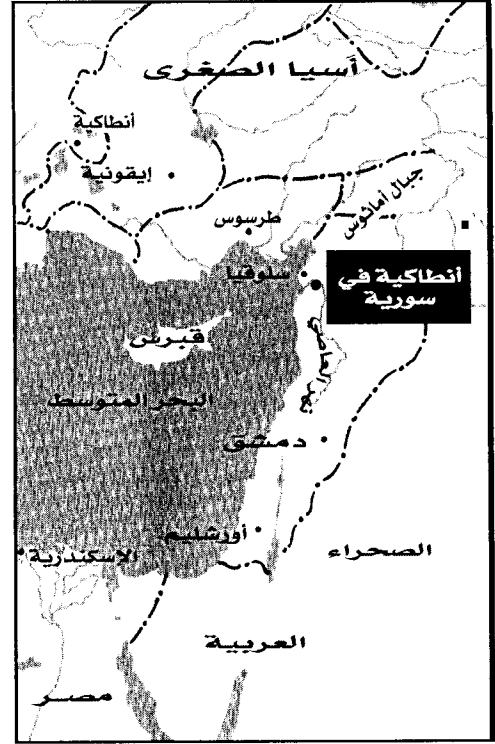 أسيا الصغرى
أنطاكية
إيقونية
جبال أمانوس
طرسوس
سلوقيا
أنطاكية في
سورية
قبرص
نهر العاصي
البحر المتوسط
دمشق
أورشليم
الصحراء
الإسكندرية
العربية
مصر